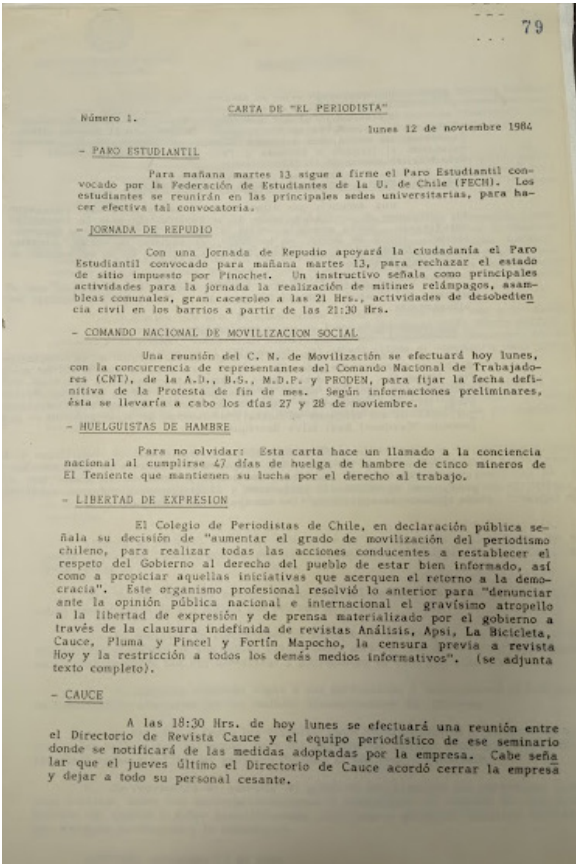 79
CARTA DE "EL PERIODISTA"
Número 1.
lunes 12 de noviembre 1984
- PARO ESTUDIANTIL
Para mañana martes 13 sigue a firme el Paro Estudiantil con-
vocado por la Federación de Estudiantes de la U. de Chile (FECH). Los
estudiantes se reunirán en las principales sedes universitarias, para ha-
cer efectiva tal convocatoria.
- JORNADA DE REPUDIO
Con una Jornada de Repudio apoyará la ciudadanía el Paro
Estudiantil convocado para mañana martes 13, para rechazar el estado
de sitio impuesto por Pinochet. Un instructivo señala como principales
actividades para la jornada la realización de mitines relámpagos, asam-
bleas comunales, gran caceroleo a las 21 Hrs., actividades de desobedien
cia civil en los barrios a partir de las 21:30 Hrs.
- COMANDO NACIONAL DE MOVILIZACION SOCIAL
Una reunión del C. N. de Movilización se efectuará hoy lunes,
con la concurrencia de representantes del Comando Nacional de Trabajado-
res (CNT), de la A.D., B.S., M.D.P. y PRODEN, para fijar la fecha defi-
nitiva de la Protesta de fin de mes. Según informaciones preliminares,
ésta se llevaría a cabo los días 27 y 28 de noviembre.
- HUELGUISTAS DE HAMBRE
Para no olvidar: Esta carta hace un llamado a la conciencia
nacional al cumplirse 47 días de huelga de hambre de cinco mineros de
El Teniente que mantienen su lucha por el derecho al trabajo.
- LIBERTAD DE EXPRESION
El Colegio de Periodistas de Chile, en declaración pública se-
ñala su decisión de "aumentar el grado de movilización del periodismo
chileno, para realizar todas las acciones conducentes a restablecer el
respeto del Gobierno al derecho del pueblo de estar bien informado, así
como a propiciar aquellas iniciativas que acerquen el retorno a la demo-
cracia". Este organismo profesional resolvió lo anterior para "denunciar
ante la opinión pública nacional e internacional el gravísimo atropello
a la libertad de expresión y de prensa materializado por el gobierno a
través de la clausura indefinida de revistas Análisis, Apsi, La Bicicleta,
Cauce, Pluma y Pincel y Fortín Mapocho, la censura previa a revista
Hoy y la restricción a todos los demás medios informativos". (se adjunta
texto completo).
- CAUCE
A las 18:30 Hrs. de hoy lunes se efectuará una reunión entre
el Directorio de Revista Cauce y el equipo periodístico de ese seminario
donde se notificará de las medidas adoptadas por la empresa. Cabe seña
lar que el jueves último el Directorio de Cauce acordó cerrar la empresa
y dejar a todo su personal cesante.